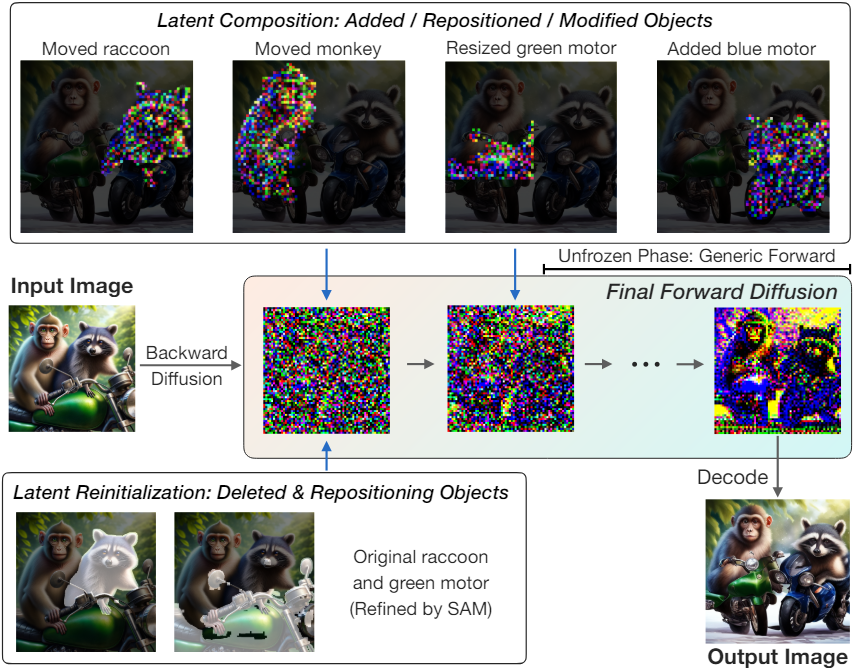 Latent Composition: Added / Repositioned / Modified Objects
Moved raccoon
Moved monkey
Resized green motor
Added blue motor
Unfrozen Phase: Generic Forward
Input Image
Final Forward Diffusion
Backward
Diffusion
Decode
Latent Reinitialization: Deleted & Repositioning Objects
Original raccoon
and green motor
(Refined by SAM)
Output Image